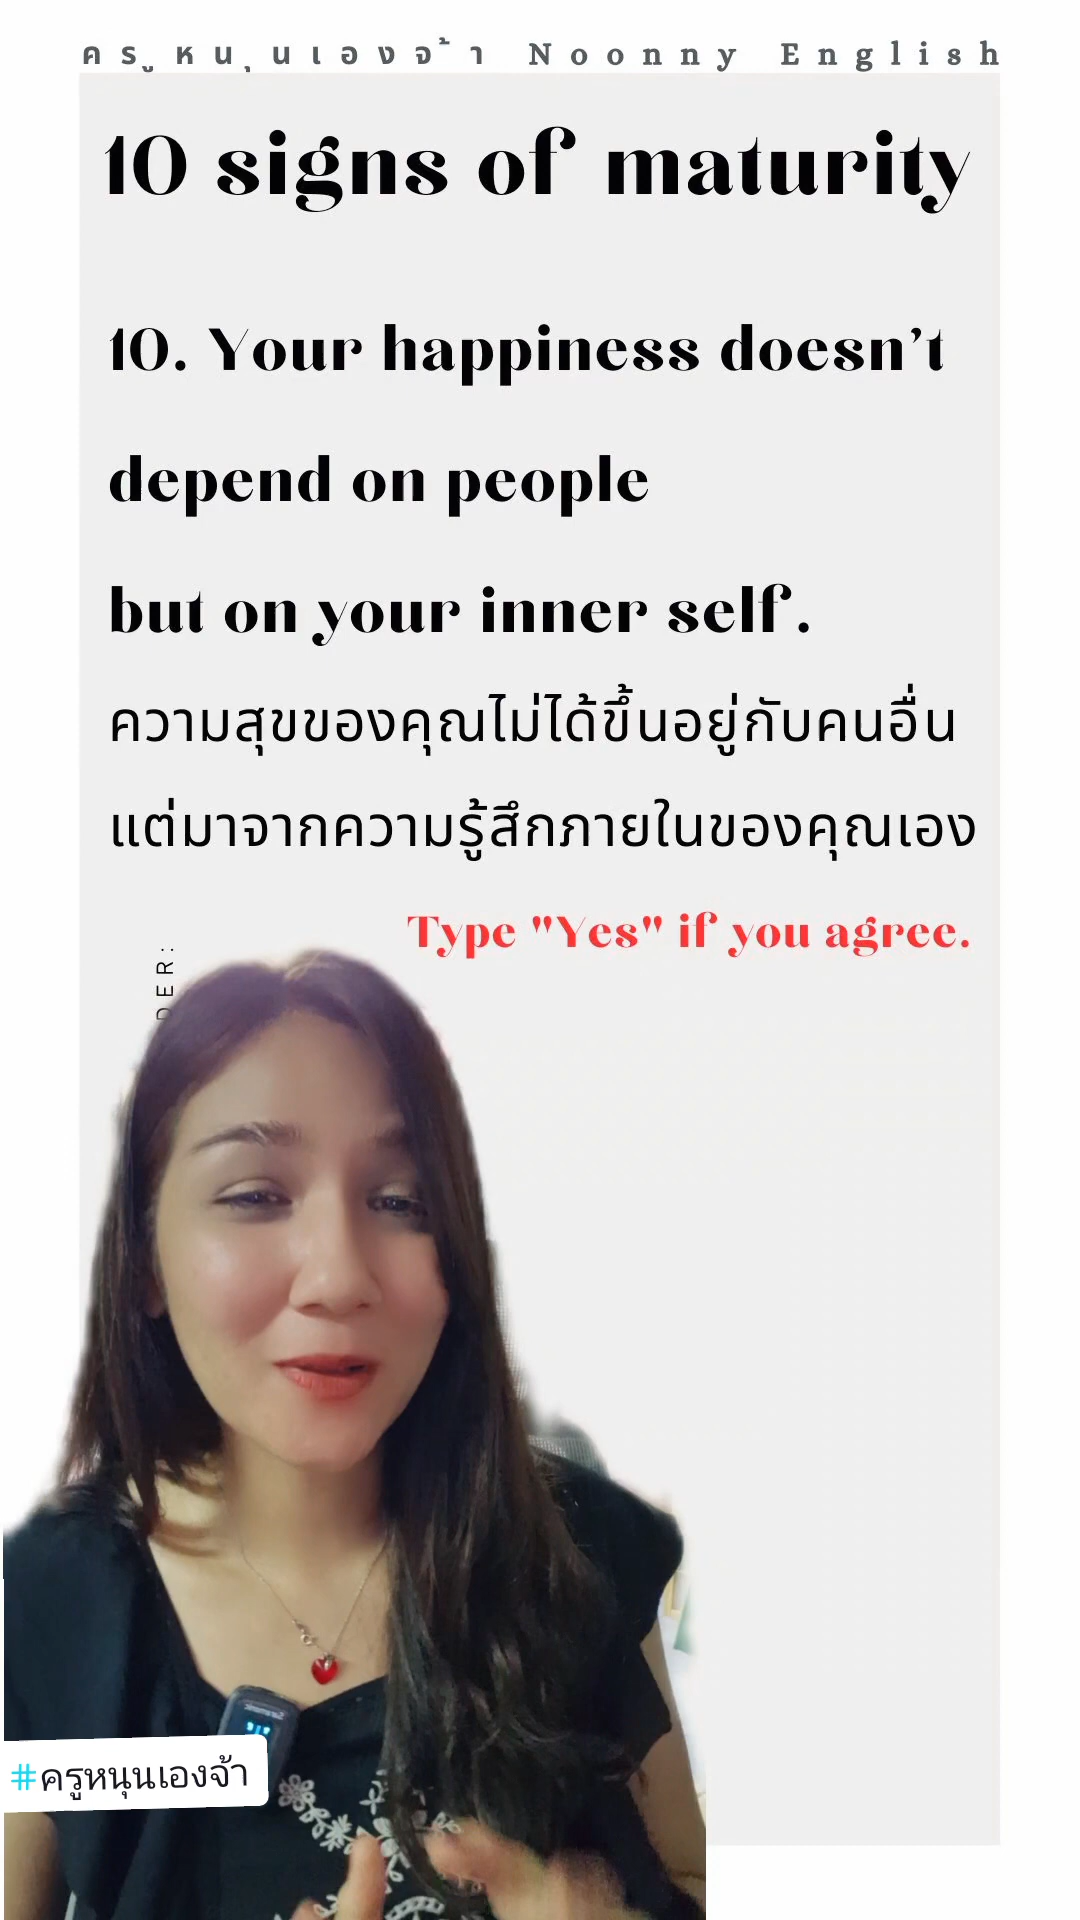 ครูหนุนเองจ้า Noonny English
10 signs of maturity
10. Your happiness doesn't
depend on people
but on your inner self.
ความสุขของคุณไม่ได้ขึ้นอยู่กับคนอื่น
แต่มาจากความรู้สึกภายในของคุณเอง
Type "Yes" if you agree.
DER:
#ครูหนุนเองจ้า